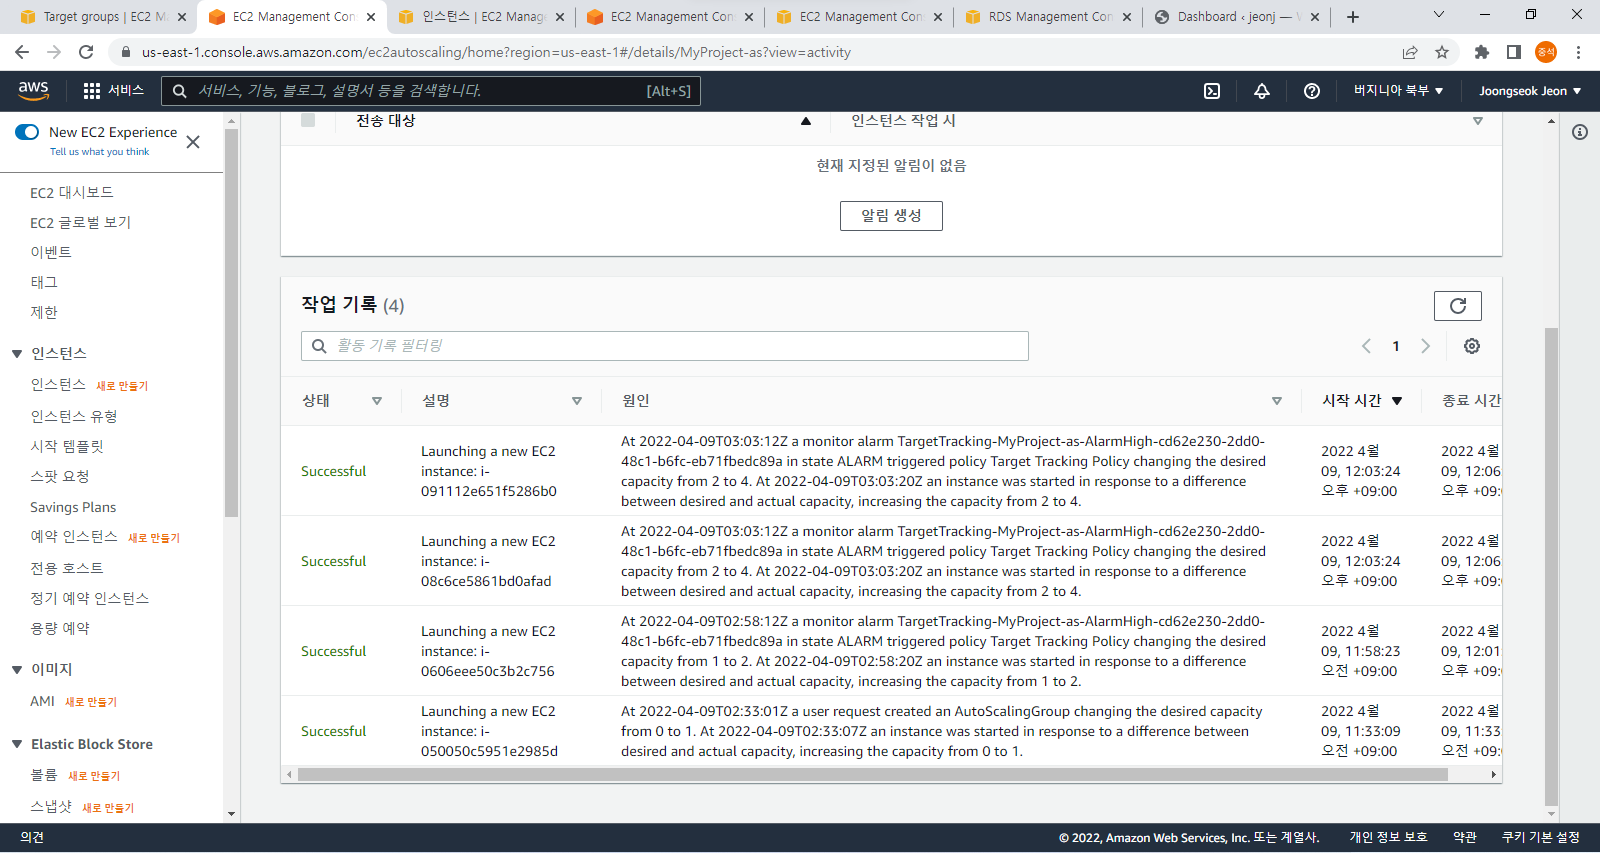 Target groups | EC2 M
EC2 Management Con
인스턴스 | EC2 Manage
EC2 Management Con
EC2 Management Con
RDS Management Con
Dashboard ‹ jeonj — W
us-east-1.console.aws.amazon.com/ec2autoscaling/home?region=us-east-1#/details/MyProject-as?view=activity
증석
aws
서비스
서비스, 기능, 블로그, 설명서 등을 검색합니다.
[Alt+S]
버지니아 북부 ▼
Joongseok Jeon ▼
New EC2 Experience
Tell us what you think
EC2 대시보드
EC2 글로벌 보기
이벤트
태그
제한
인스턴스
인스턴스 새로 만들기
인스턴스 유형
시작 템플릿
스팟 요청
Savings Plans
예약 인스턴스 새로 만들기
전용 호스트
정기 예약 인스턴스
용량 예약
이미지
AMI 새로 만들기
Elastic Block Store
볼륨 새로 만들기
스냅샷 새로 만들기
전송 대상
인스턴스 작업 시
현재 지정된 알림이 없음
알림 생성
작업 기록 (4)
활동 기록 필터링
1
상태
설명
원인
시작 시간
종료 시간
Successful
Launching a new EC2
instance: i-
091112e651f5286b0
At 2022-04-09T03:03:12Z a monitor alarm TargetTracking-MyProject-as-AlarmHigh-cd62e230-2dd0-
48c1-b6fc-eb71fbedc89a in state ALARM triggered policy Target Tracking Policy changing the desired
capacity from 2 to 4. At 2022-04-09T03:03:20Z an instance was started in response to a difference
between desired and actual capacity, increasing the capacity from 2 to 4.
2022 4월
09, 12:03:24
오후 +09:00
2022 4월
09, 12:06
오후 +09:
Successful
Launching a new EC2
instance: i-
08c6ce5861bd0afad
At 2022-04-09T03:03:12Z a monitor alarm TargetTracking-MyProject-as-AlarmHigh-cd62e230-2dd0-
48c1-b6fc-eb71fbedc89a in state ALARM triggered policy Target Tracking Policy changing the desired
capacity from 2 to 4. At 2022-04-09T03:03:20Z an instance was started in response to a difference
between desired and actual capacity, increasing the capacity from 2 to 4.
2022 4월
09, 12:03:24
오후 +09:00
2022 4월
09, 12:06
오후 +09:
Successful
Launching a new EC2
instance: i-
0606eee50c3b2c756
At 2022-04-09T02:58:12Z a monitor alarm TargetTracking-MyProject-as-AlarmHigh-cd62e230-2dd0-
48c1-b6fc-eb71fbedc89a in state ALARM triggered policy Target Tracking Policy changing the desired
capacity from 1 to 2. At 2022-04-09T02:58:20Z an instance was started in response to a difference
between desired and actual capacity, increasing the capacity from 1 to 2.
2022 4월
09, 11:58:23
오전 +09:00
2022 4월
09, 12:01
오후 +09:
Successful
Launching a new EC2
instance: i-
050050c5951e2985d
At 2022-04-09T02:33:01Z a user request created an AutoScalingGroup changing the desired capacity
from 0 to 1. At 2022-04-09T02:33:07Z an instance was started in response to a difference between
desired and actual capacity, increasing the capacity from 0 to 1.
2022 4월
09, 11:33:09
오전 +09:00
2022 4월
09, 11:33
오전 +09:
의견
© 2022, Amazon Web Services, Inc. 또는 계열사.
개인 정보 보호
약관
쿠키 기본 설정